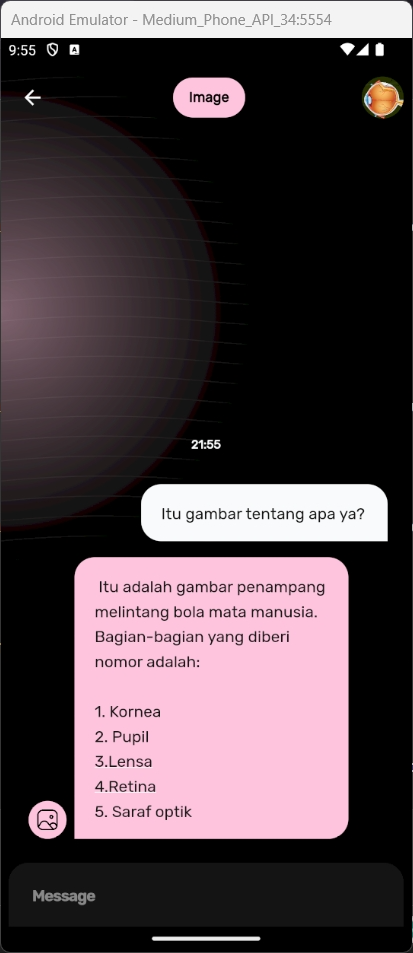 Android Emulator - Medium_Phone_API_34:5554
9:55
A
Image
21:55
Itu gambar tentang apa ya?
Itu adalah gambar penampang
melintang bola mata manusia.
Bagian-bagian yang diberi
nomor adalah:
1. Kornea
2. Pupil
3.Lensa
4.Retina
5. Saraf optik
Message